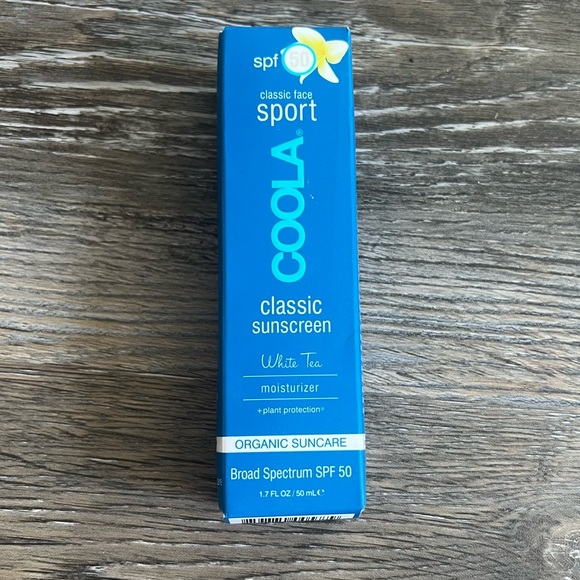 spf 50
classic face
sport
COOLA®
classic
sunscreen
White Tea
moisturizer
+plant protection®
ORGANIC SUNCARE
Broad Spectrum SPF 50
1.7 FL OZ / 50 mL℮